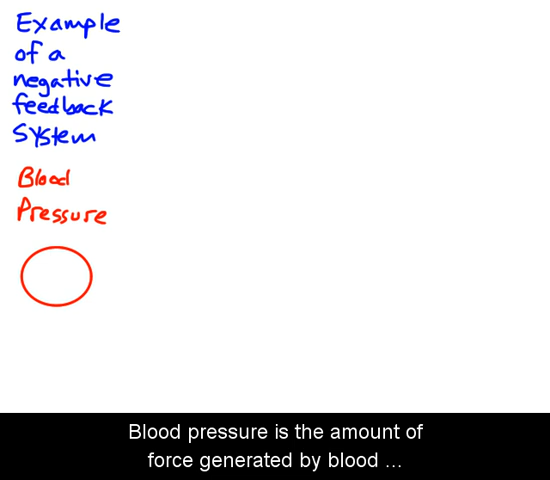 Example
of a
negative
feedback
system
Blood
Pressure
Blood pressure is the amount of
force generated by blood ...